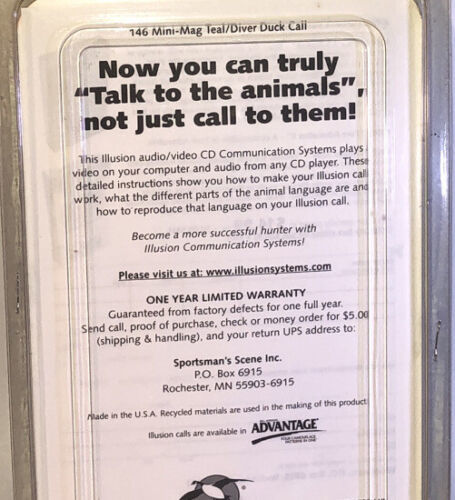 146 Mini-Mag Teal/Diver Duck Call
Now you can truly
“Talk to the animals”,
not just call to them!
This Illusion audio/video CD Communication Systems plays
video on your computer and audio from any CD player. These
detailed instructions show you how to make your Illusion call
work, what the different parts of the animal language are and
how to reproduce that language on your Illusion call.
Become a more successful hunter with
Illusion Communication Systems!
Please visit us at: www.illusionsystems.com
ONE YEAR LIMITED WARRANTY
Guaranteed from factory defects for one full year.
Send call, proof of purchase, check or money order for $5.00
(shipping & handling), and your return UPS address to:
Sportsman's Scene Inc.
P.O. Box 6915
Rochester, MN 55903-6915
Made in the U.S.A. Recycled materials are used in the making of this product
Illusion calls are available in ADVANTAGE